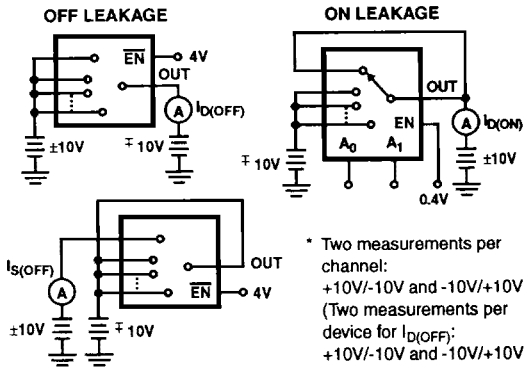 OFF LEAKAGE
EN
4V
OUT
A
I_D(OFF)
±10V
∓10V
ON LEAKAGE
OUT
EN
A₀
A₁
A
I_D(ON)
∓10V
±10V
0.4V
I_S(OFF)
A
OUT
EN
4V
±10V
∓10V
* Two measurements per
channel:
+10V/-10V and -10V/+10V
(Two measurements per
device for I_D(OFF):
+10V/-10V and -10V/+10V